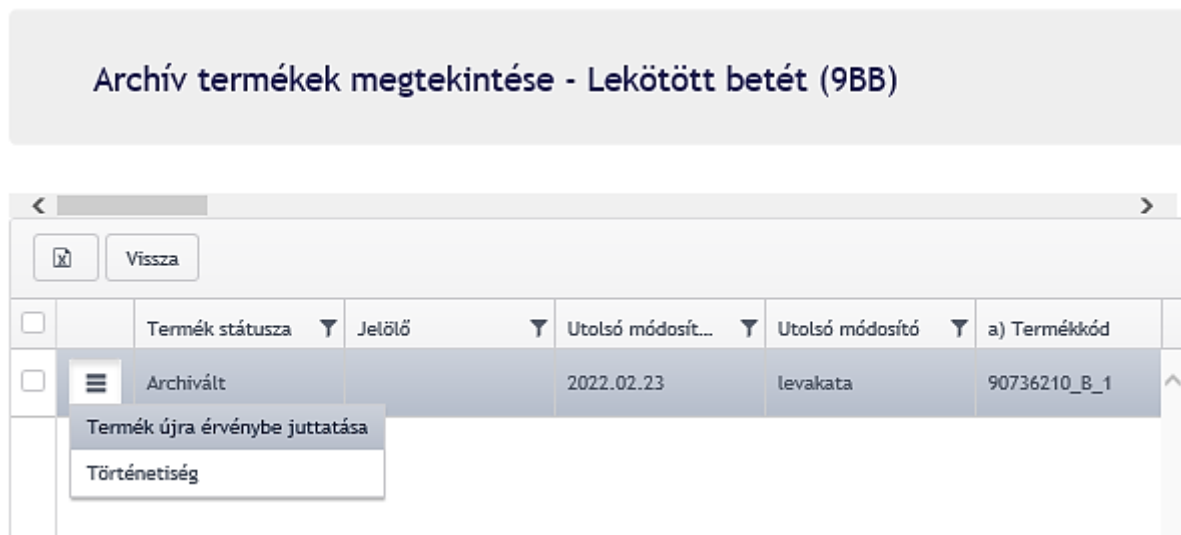 Archív termékek megtekintése - Lekötött betét (9BB)
Vissza
Termék státusza Jelölő Utolsó módosít... Utolsó módosító a) Termékkód
Archivált 2022.02.23 levakata 90736210_B_1
Termék újra érvénybe juttatása
Történetiség